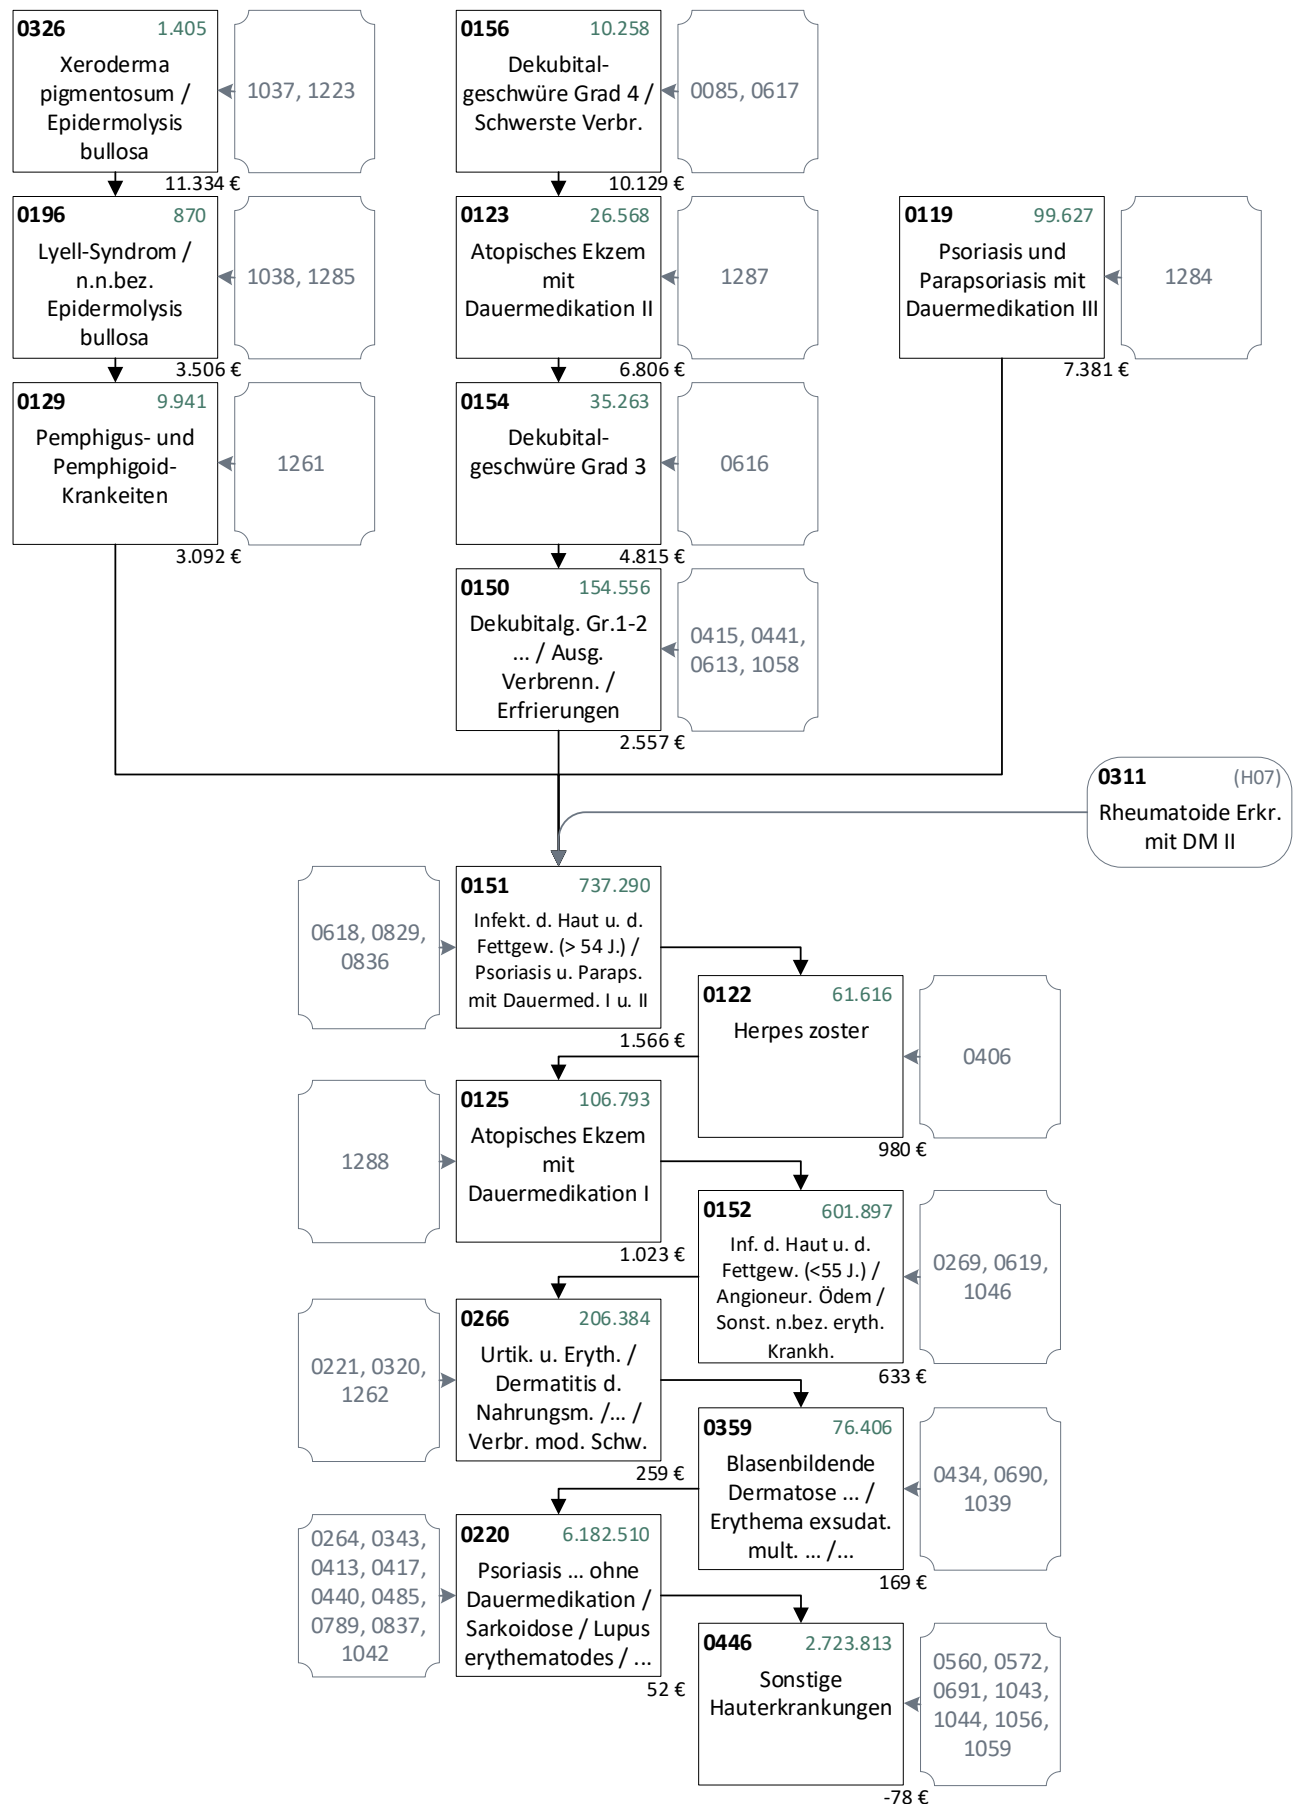 0326 1.405
Xeroderma
pigmentosum /
Epidermolysis
bullosa
1037, 1223
11.334 €
0156 10.258
Dekubital-
geschwüre Grad 4 /
Schwerste Verbr.
0085, 0617
10.129 €
0196 870
Lyell-Syndrom /
n.n.bez.
Epidermolysis
bullosa
1038, 1285
3.506 €
0123 26.568
Atopisches Ekzem
mit
Dauermedikation II
1287
6.806 €
0119 99.627
Psoriasis und
Parapsoriasis mit
Dauermedikation III
1284
7.381 €
0129 9.941
Pemphigus- und
Pemphigoid-
Krankeiten
1261
3.092 €
0154 35.263
Dekubital-
geschwüre Grad 3
0616
4.815 €
0150 154.556
Dekubitalg. Gr.1-2
... / Ausg.
Verbrenn. /
Erfrierungen
0415, 0441,
0613, 1058
2.557 €
0311 (H07)
Rheumatoide Erkr.
mit DM II
0618, 0829,
0836
0151 737.290
Infekt. d. Haut u. d.
Fettgew. (> 54 J.) /
Psoriasis u. Paraps.
mit Dauermed. I u. II
1.566 €
0122 61.616
Herpes zoster
0406
980 €
1288
0125 106.793
Atopisches Ekzem
mit
Dauermedikation I
1.023 €
0152 601.897
Inf. d. Haut u. d.
Fettgew. (<55 J.) /
Angioneur. Ödem /
Sonst. n.bez. eryth.
Krankh.
0269, 0619,
1046
633 €
0221, 0320,
1262
0266 206.384
Urtik. u. Eryth. /
Dermatitis d.
Nahrungsm. /... /
Verbr. mod. Schw.
259 €
0359 76.406
Blasenbildende
Dermatose ... /
Erythema exsudat.
mult. ... /...
0434, 0690,
1039
169 €
0264, 0343,
0413, 0417,
0440, 0485,
0789, 0837,
1042
0220 6.182.510
Psoriasis ... ohne
Dauermedikation /
Sarkoidose / Lupus
erythematodes / ...
52 €
0446 2.723.813
Sonstige
Hauterkrankungen
0560, 0572,
0691, 1043,
1044, 1056,
1059
-78 €